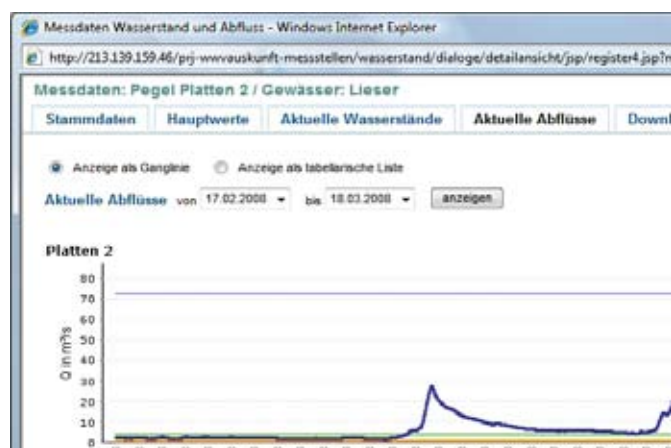 Messdaten Wasserstand und Abfluss - Windows Internet Explorer
http://213.139.159.46/prj-wwvauskunft-messstellen/wasserstand/dialoge/detailansicht/jsp/register4.jsp?n
Messdaten: Pegel Platten 2 / Gewässer: Lieser
Stammdaten Hauptwerte Aktuelle Wasserstände Aktuelle Abflüsse Downl
Anzeige als Ganglinie Anzeige als tabellarische Liste
Aktuelle Abflüsse von 17.02.2008 bis 18.03.2008 anzeigen
Platten 2
Q in m³/s
80
70
60
50
40
30
20
10
0